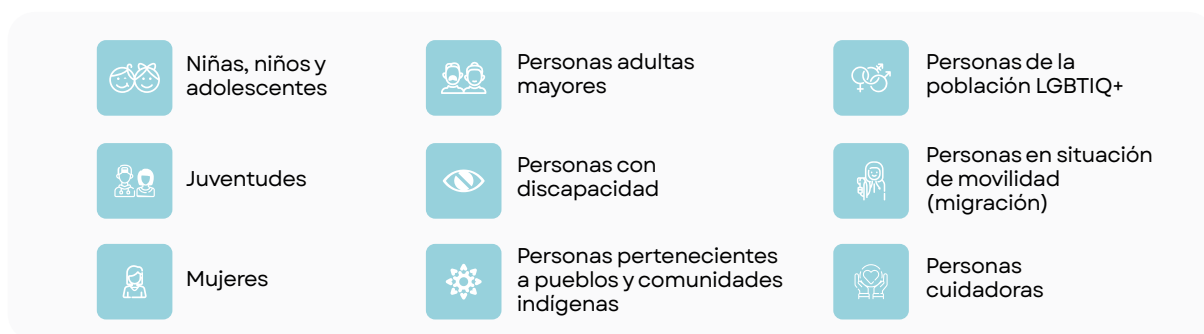 Niñas, niños y
adolescentes
Juventudes
Mujeres
Personas adultas
mayores
Personas con
discapacidad
Personas pertenecientes
a pueblos y comunidades
indígenas
Personas de la
población LGBTIQ+
Personas en situación
de movilidad
(migración)
Personas
cuidadoras